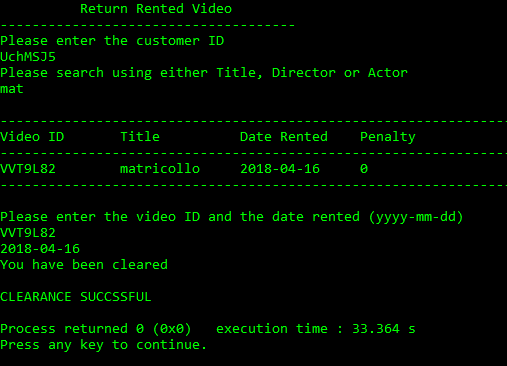 Return Rented Video
-------------------------------------
Please enter the customer ID
UchMSJ5
Please search using either Title, Director or Actor
mat
----------------------------------------------------------------
Video ID Title Date Rented Penalty
----------------------------------------------------------------
VVT9L82 matricollo 2018-04-16 0
----------------------------------------------------------------
Please enter the video ID and the date rented (yyyy-mm-dd)
VVT9L82
2018-04-16
You have been cleared
CLEARANCE SUCCSSFUL
Process returned 0 (0x0) execution time : 33.364 s
Press any key to continue.